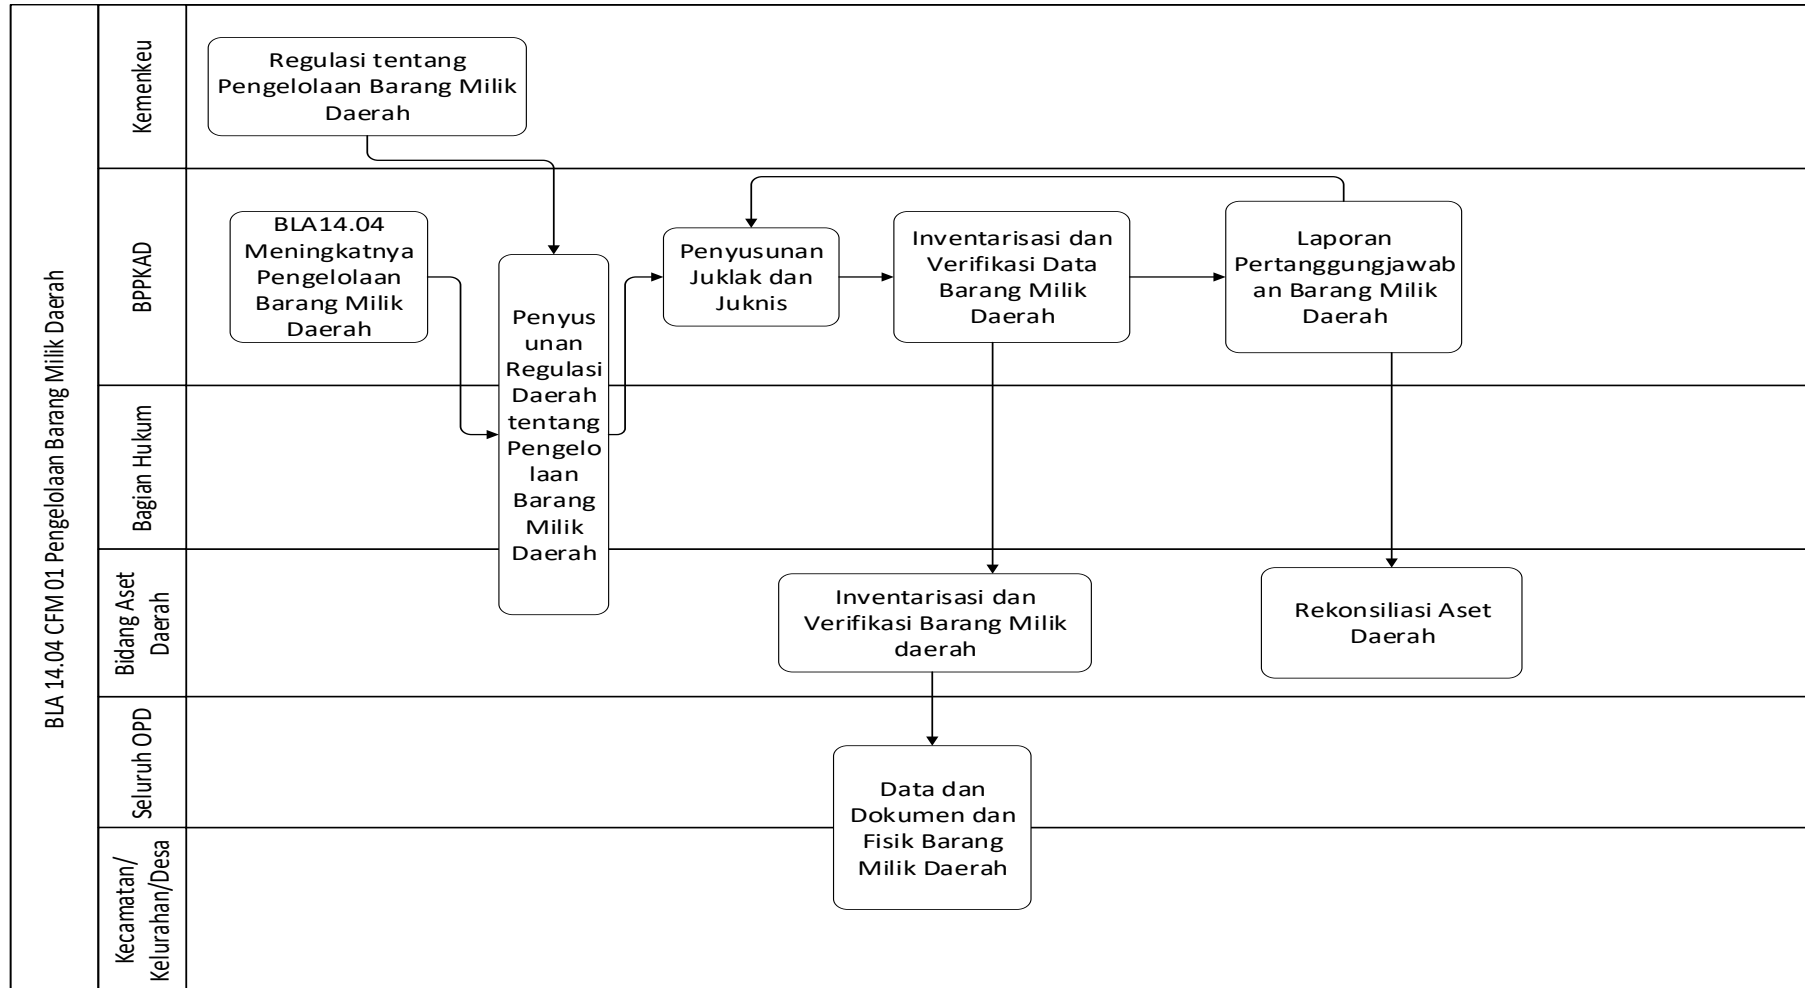 BLA 14.04 CFM 01 Pengelolaan Barang Milik Daerah
Kemenkeu
Regulasi tentang
Pengelolaan Barang Milik
Daerah
BPPKAD
BLA14.04
Meningkatnya
Pengelolaan
Barang Milik
Daerah
Penyus
unan
Regulasi
Daerah
tentang
Pengelo
laan
Barang
Milik
Daerah
Penyusunan
Juklak dan
Juknis
Inventarisasi dan
Verifikasi Data
Barang Milik
Daerah
Laporan
Pertanggungjawab
an Barang Milik
Daerah
Bagian Hukum
Bidang Aset
Daerah
Inventarisasi dan
Verifikasi Barang Milik
daerah
Rekonsiliasi Aset
Daerah
Seluruh OPD
Data dan
Dokumen dan
Fisik Barang
Milik Daerah
Kecamatan/
Kelurahan/Desa